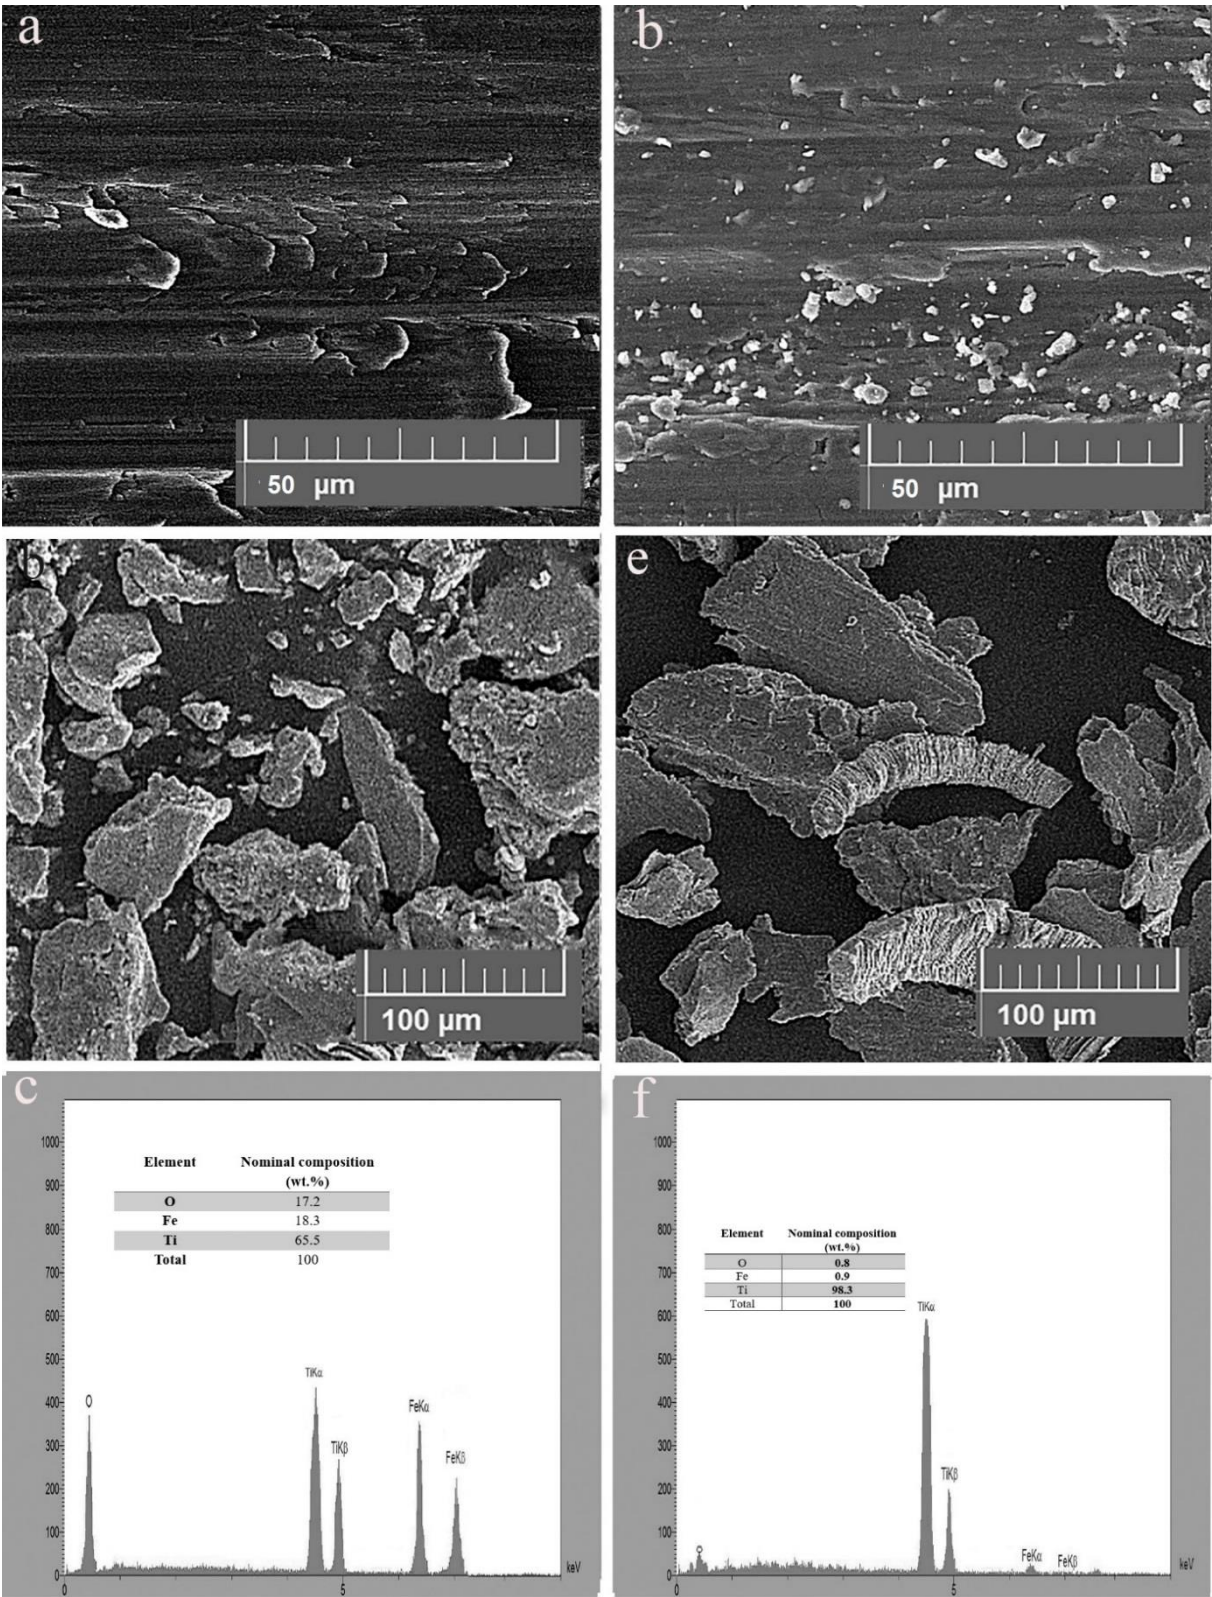 a
b
50 µm
50 µm
b
e
100 µm
100 µm
c
f
1000
900
800
700
600
500
400
300
200
100
0
0
5
keV
Element Nominal composition
(wt.%)
O 17.2
Fe 18.3
Ti 65.5
Total 100
O
TiKα
TiKβ
FeKα
FeKβ
1000
900
800
700
600
500
400
300
200
100
0
0
5
keV
Element Nominal composition
(wt.%)
O 0.8
Fe 0.9
Ti 98.3
Total 100
O
TiKα
TiKβ
FeKα
FeKβ